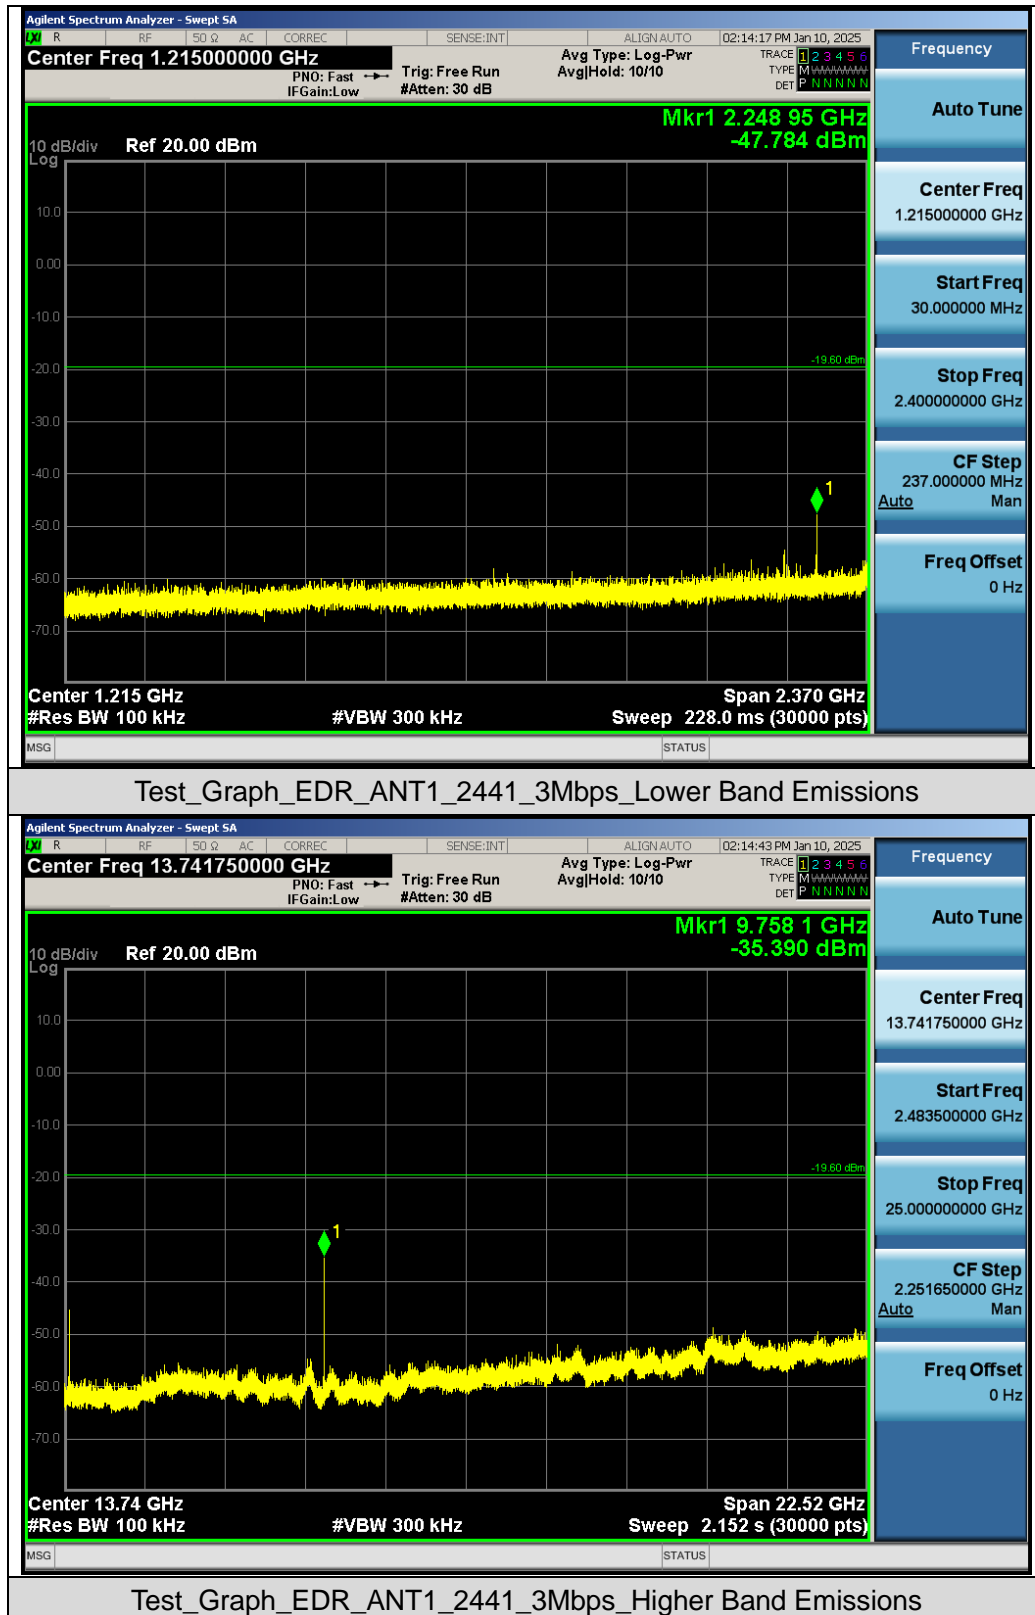 Agilent Spectrum Analyzer - Swept SA
LXI R RF 50 Ω AC CORREC SENSE:INT ALIGN AUTO 02:14:17 PM Jan 10, 2025
Center Freq 1.215000000 GHz
PNO: Fast
IFGain:Low
Trig: Free Run
#Atten: 30 dB
Avg Type: Log-Pwr
Avg|Hold: 10/10
TRACE 1 2 3 4 5 6
TYPE M
DET P N N N N N
Mkr1 2.248 95 GHz
-47.784 dBm
10 dB/div Ref 20.00 dBm
Log
10.0
0.00
-10.0
-19.60 dBm
-20.0
-30.0
-40.0
1
-50.0
-60.0
-70.0
Center 1.215 GHz Span 2.370 GHz
#Res BW 100 kHz #VBW 300 kHz Sweep 228.0 ms (30000 pts)
MSG STATUS
Frequency
Auto Tune
Center Freq
1.215000000 GHz
Start Freq
30.000000 MHz
Stop Freq
2.400000000 GHz
CF Step
237.000000 MHz
Auto Man
Freq Offset
0 Hz
Test_Graph_EDR_ANT1_2441_3Mbps_Lower Band Emissions
Agilent Spectrum Analyzer - Swept SA
LXI R RF 50 Ω AC CORREC SENSE:INT ALIGN AUTO 02:14:43 PM Jan 10, 2025
Center Freq 13.741750000 GHz
PNO: Fast
IFGain:Low
Trig: Free Run
#Atten: 30 dB
Avg Type: Log-Pwr
Avg|Hold: 10/10
TRACE 1 2 3 4 5 6
TYPE M
DET P N N N N N
Mkr1 9.758 1 GHz
-35.390 dBm
10 dB/div Ref 20.00 dBm
Log
10.0
0.00
-10.0
-19.60 dBm
-20.0
-30.0
1
-40.0
-50.0
-60.0
-70.0
Center 13.74 GHz Span 22.52 GHz
#Res BW 100 kHz #VBW 300 kHz Sweep 2.152 s (30000 pts)
MSG STATUS
Frequency
Auto Tune
Center Freq
13.741750000 GHz
Start Freq
2.483500000 GHz
Stop Freq
25.000000000 GHz
CF Step
2.251650000 GHz
Auto Man
Freq Offset
0 Hz
Test_Graph_EDR_ANT1_2441_3Mbps_Higher Band Emissions